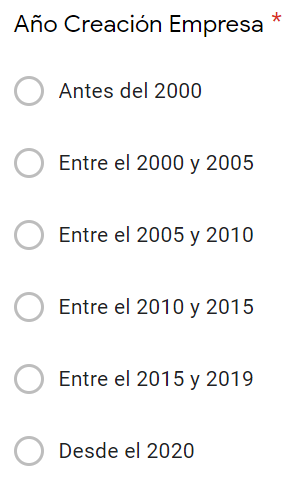 Año Creación Empresa *
Antes del 2000
Entre el 2000 y 2005
Entre el 2005 y 2010
Entre el 2010 y 2015
Entre el 2015 y 2019
Desde el 2020